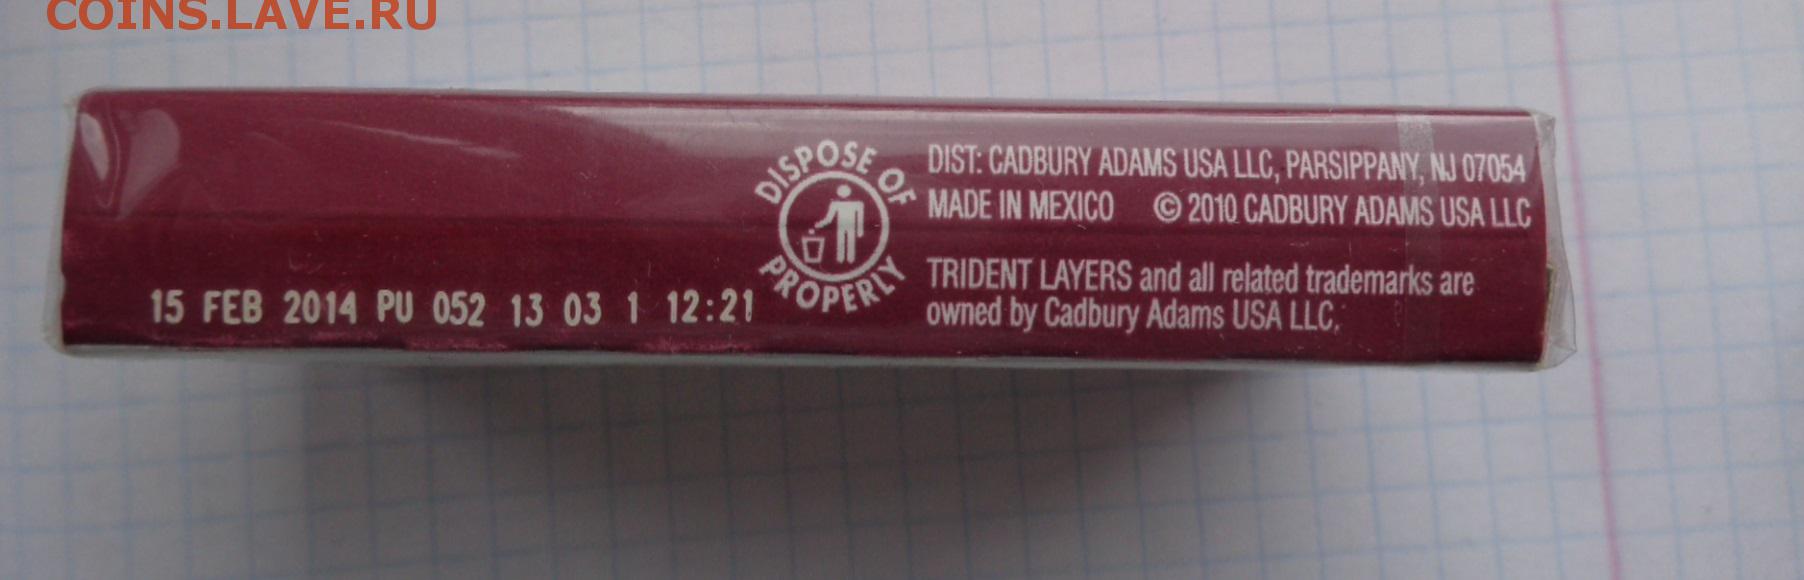 COINS.LAVE.RU
DISPOSE OF
PROPERLY
DIST: CADBURY ADAMS USA LLC, PARSIPPANY, NJ 07054
MADE IN MEXICO © 2010 CADBURY ADAMS USA LLC
TRIDENT LAYERS and all related trademarks are
owned by Cadbury Adams USA LLC.
15 FEB 2014 PU 052 13 03 1 12:21